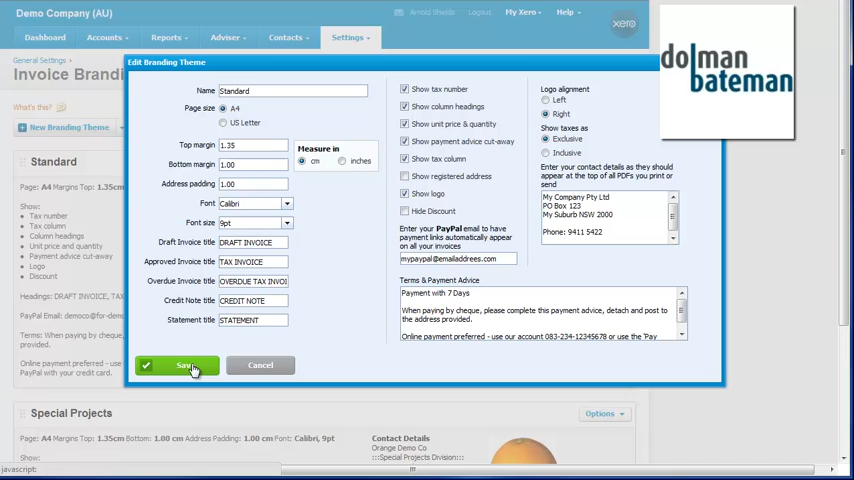 Demo Company (AU)
Arnold Shields
Logout
My Xero
Help
xero
Dashboard
Accounts
Reports
Adviser
Contacts
Settings
dolman
bateman
General Settings ›
Invoice Brandi
What's this?
New Branding Theme
Edit Branding Theme
Name
Standard
Page size
A4
US Letter
Top margin
1.35
Bottom margin
1.00
Address padding
1.00
Measure in
cm
inches
Font
Calibri
Font size
9pt
Draft Invoice title
DRAFT INVOICE
Approved Invoice title
TAX INVOICE
Overdue Invoice title
OVERDUE TAX INVOI
Credit Note title
CREDIT NOTE
Statement title
STATEMENT
Show tax number
Show column headings
Show unit price & quantity
Show payment advice cut-away
Show tax column
Show registered address
Show logo
Hide Discount
Enter your PayPal email to have
payment links automatically appear
on all your invoices
mypaypal@emailaddrees.com
Terms & Payment Advice
Payment with 7 Days
When paying by cheque, please complete this payment advice, detach and post to
the address provided.
Online payment preferred - use our account 083-234-12345678 or use the 'Pay
Logo alignment
Left
Right
Show taxes as
Exclusive
Inclusive
Enter your contact details as they should
appear at the top of all PDFs you print or
send
My Company Pty Ltd
PO Box 123
My Suburb NSW 2000
Phone: 9411 5422
Save
Cancel
Standard
Page: A4 Margins Top: 1.35cm
Show:
Tax number
Tax column
Column headings
Unit price and quantity
Payment advice cut-away
Logo
Discount
Headings: DRAFT INVOICE, TA
PayPal Email: democo@for-demo
Terms: When paying by cheque,
provided.
Online payment preferred - use
PayPal with your credit card.
Special Projects
Options
Page: A4 Margins Top: 1.35cm Bottom: 1.00 cm Address Padding: 1.00 cm Font: Calibri, 9pt
Show:
Contact Details
Orange Demo Co
:::Special Projects Division:::
javascript: